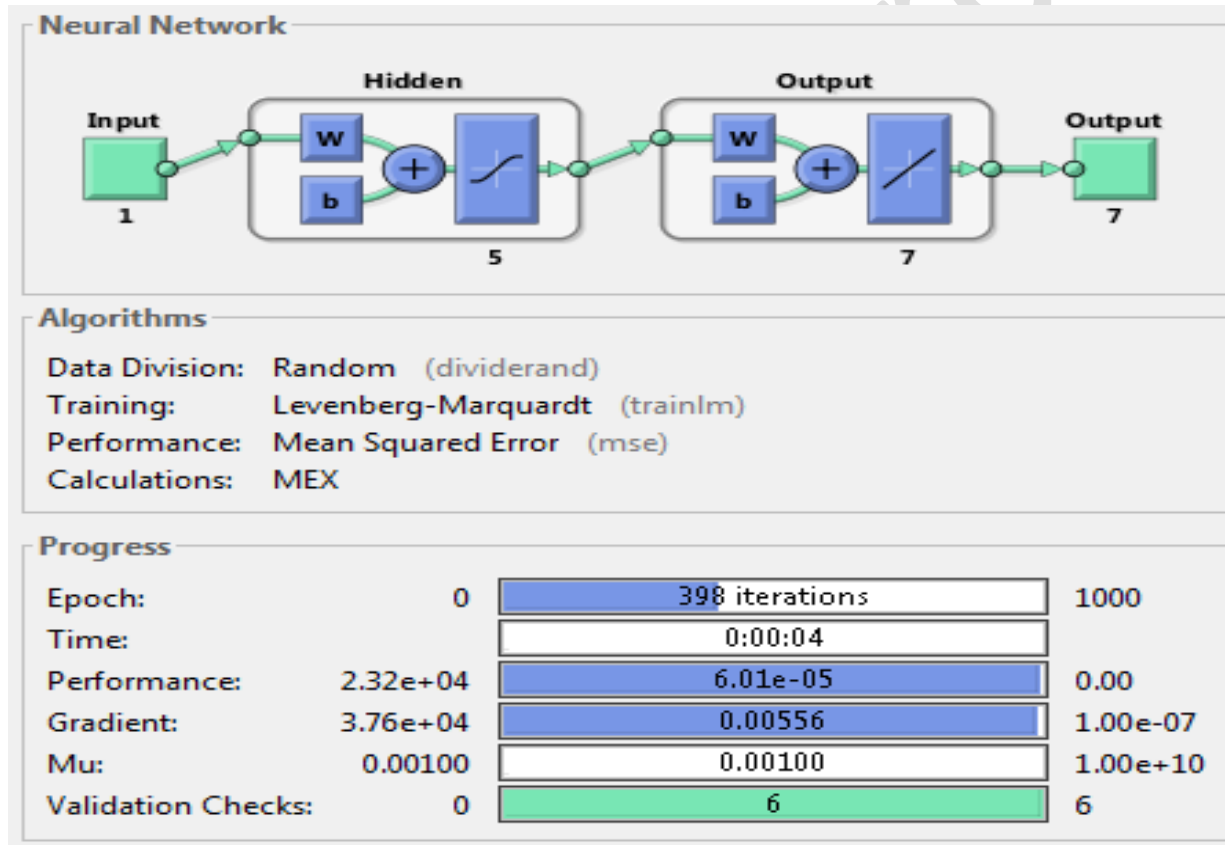 Neural Network
Hidden
Output
Input
Output
W
W
+
+
b
b
1
7
5
7
Algorithms
Data Division: Random (dividerand)
Training: Levenberg-Marquardt (trainlm)
Performance: Mean Squared Error (mse)
Calculations: MEX
Progress
Epoch: 0 398 iterations 1000
Time: 0:00:04
Performance: 2.32e+04 6.01e-05 0.00
Gradient: 3.76e+04 0.00556 1.00e-07
Mu: 0.00100 0.00100 1.00e+10
Validation Checks: 0 6 6